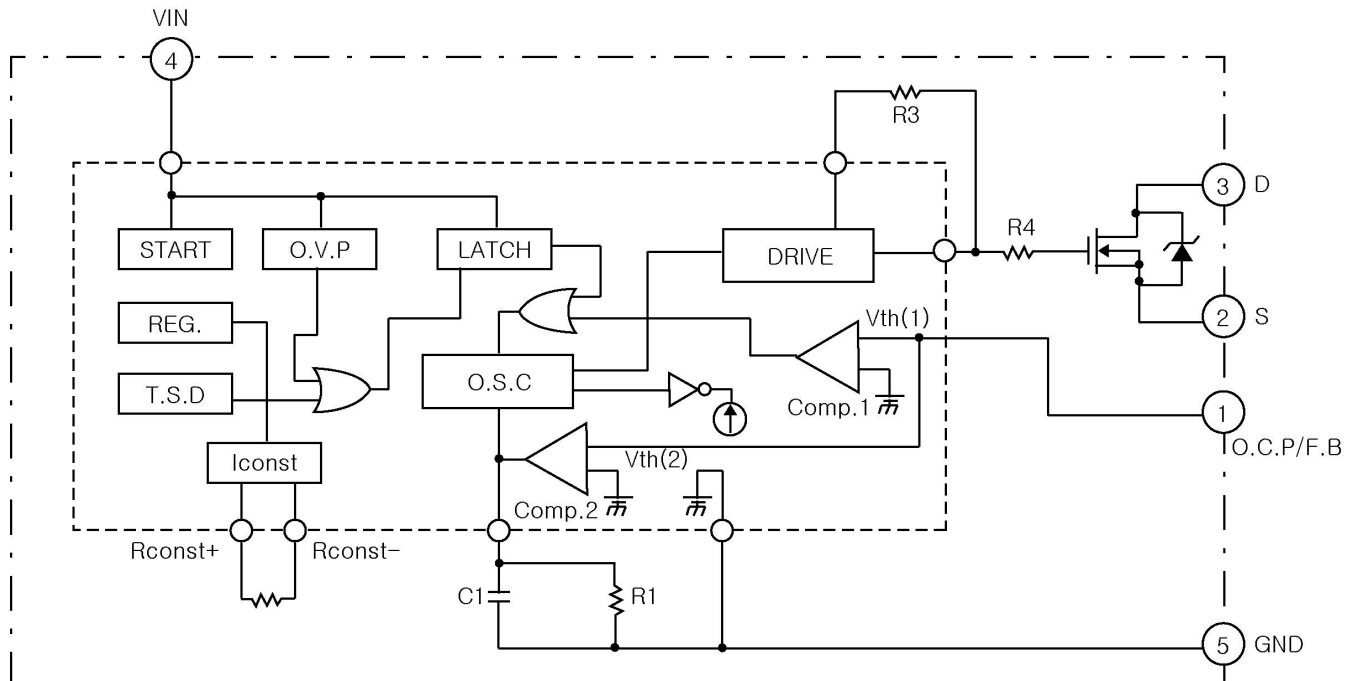 VIN
4
R3
3 D
START
O.V.P
LATCH
DRIVE
R4
REG.
Vth(1)
2 S
T.S.D
O.S.C
Comp.1
1
O.C.P/F.B
Iconst
Vth(2)
Comp.2
Rconst+
Rconst-
C1
R1
5 GND